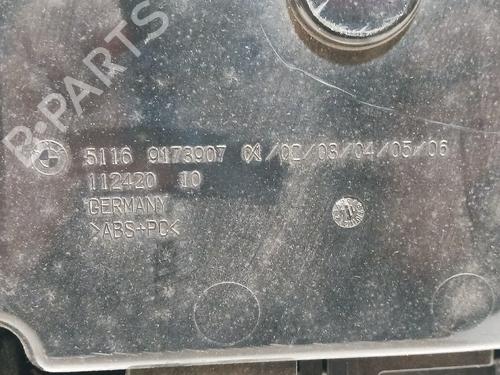 B-PARTS
5116 9173907 01/02/03/04/05/06
112420 10
GERMANY
>ABS+PC<